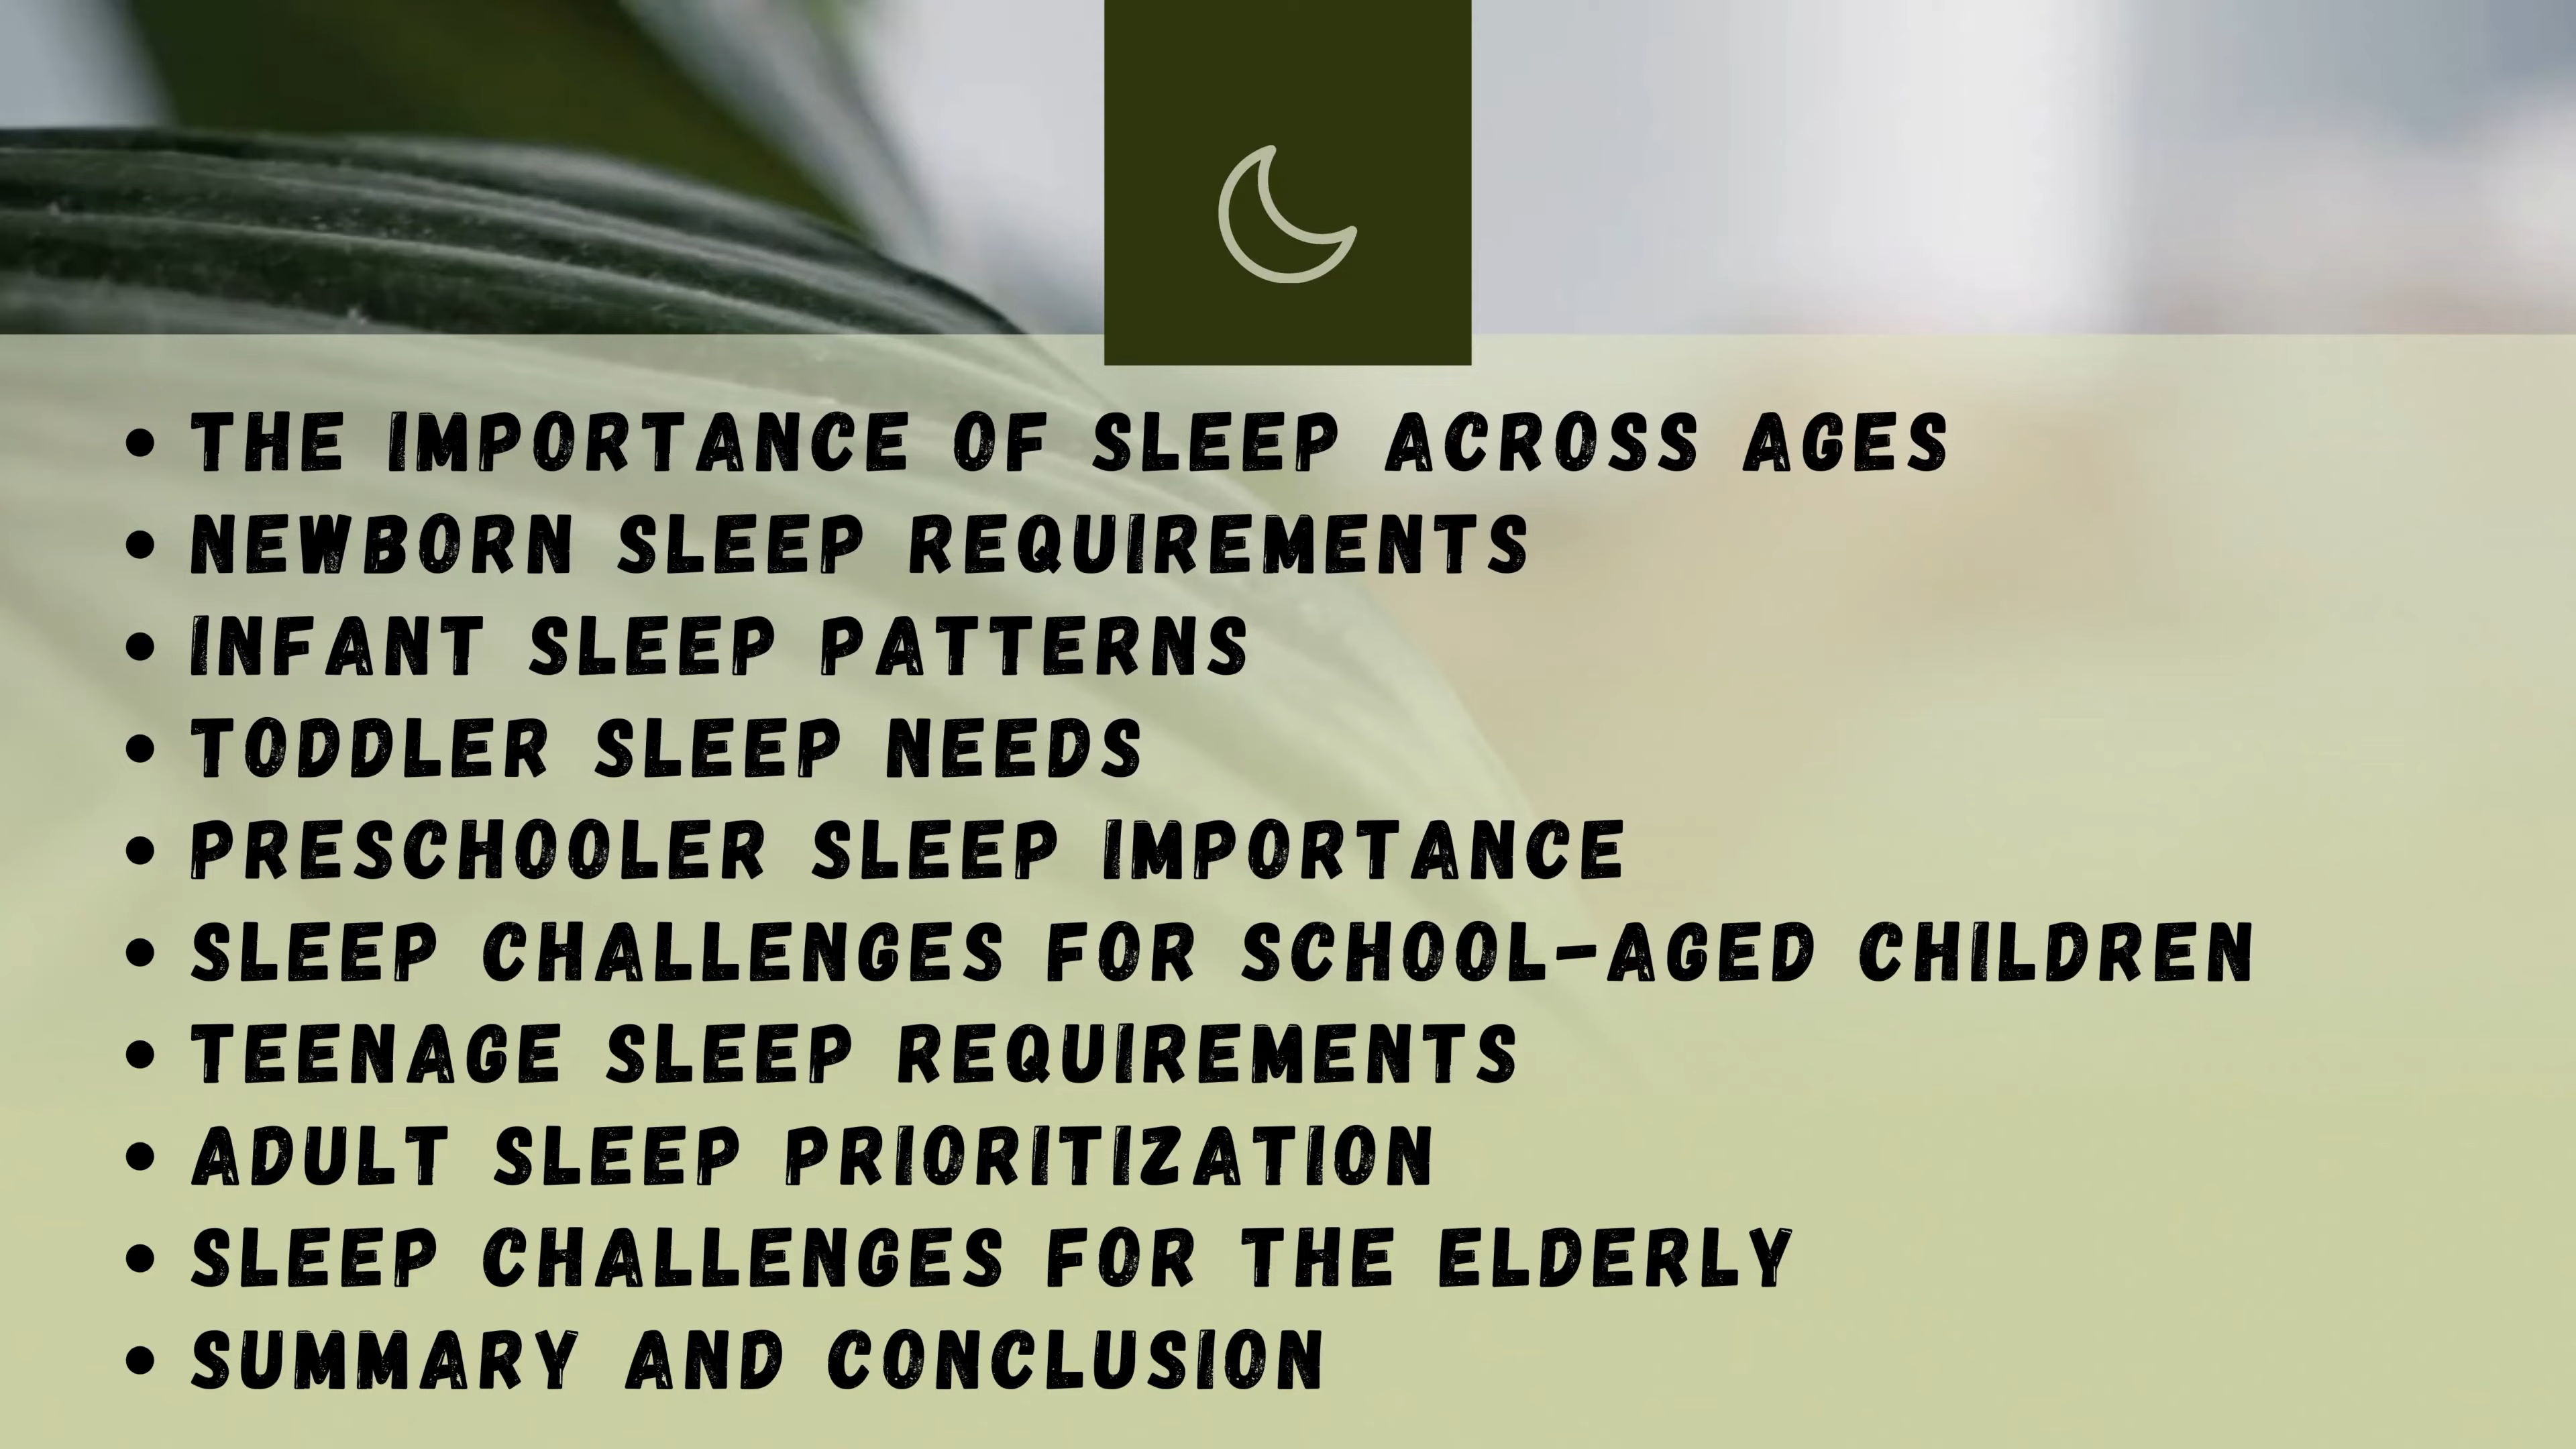 • THE IMPORTANCE OF SLEEP ACROSS AGES
• NEWBORN SLEEP REQUIREMENTS
• INFANT SLEEP PATTERNS
• TODDLER SLEEP NEEDS
• PRESCHOOLER SLEEP IMPORTANCE
• SLEEP CHALLENGES FOR SCHOOL-AGED CHILDREN
• TEENAGE SLEEP REQUIREMENTS
• ADULT SLEEP PRIORITIZATION
• SLEEP CHALLENGES FOR THE ELDERLY
• SUMMARY AND CONCLUSION